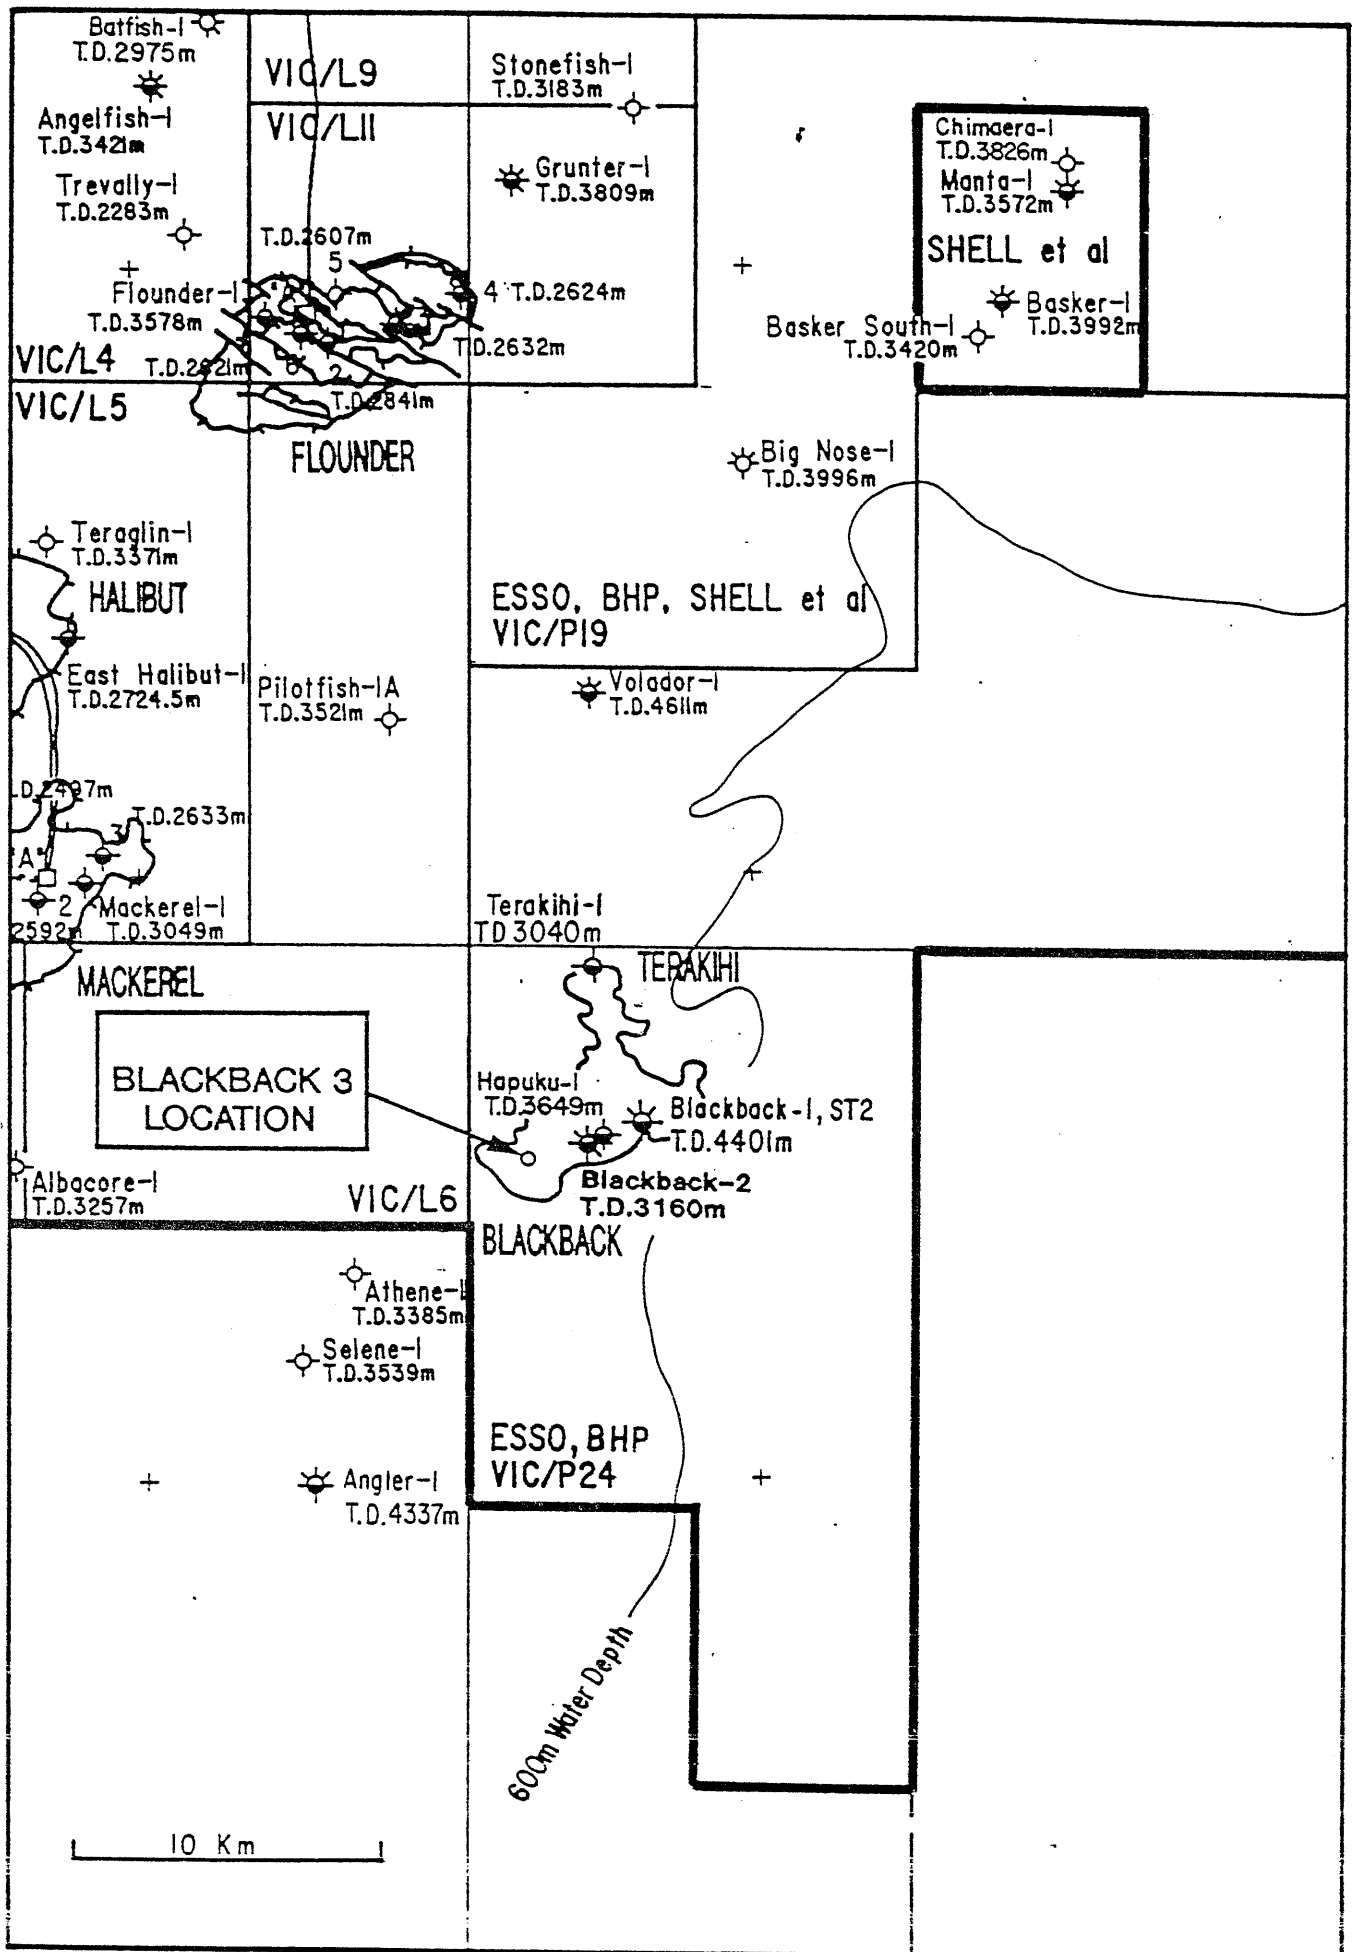 Batfish-1
T.D.2975m
VIC/L9
Stonefish-1
T.D.3183m
Angelfish-1
T.D.3421m
VIC/L11
Chimaera-1
T.D.3826m
Grunter-1
T.D.3809m
Manta-1
T.D.3572m
Trevally-1
T.D.2283m
SHELL et al
T.D.2607m
5
Flounder-1
T.D.3578m
4
T.D.2624m
Basker-1
T.D.3992m
Basker South-1
T.D.3420m
T.D.2632m
VIC/L4
T.D.2821m
6
2
T.D.2841m
VIC/L5
FLOUNDER
Big Nose-1
T.D.3996m
Teraglin-1
T.D.3371m
HALIBUT
ESSO, BHP, SHELL et al
VIC/P19
East Halibut-1
T.D.2724.5m
Pilotfish-1A
T.D.3521m
Volador-1
T.D.4611m
.D.2497m
T.D.2633m
3
"A"
2
2592m
Mackerel-1
T.D.3049m
Terakihi-1
TD 3040m
MACKEREL
TERAKIHI
BLACKBACK 3
LOCATION
Hapuku-1
T.D.3649m
Blackback-1, ST2
T.D.4401m
Blackback-2
T.D.3160m
Albacore-1
T.D.3257m
VIC/L6
BLACKBACK
Athene-1
T.D.3385m
Selene-1
T.D.3539m
ESSO, BHP
VIC/P24
Angler-1
T.D.4337m
600m Water Depth
10 Km